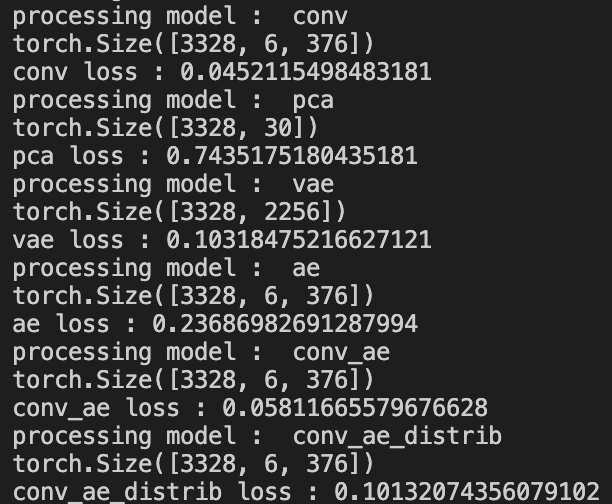 processing model :  conv
torch.Size([3328, 6, 376])
conv loss : 0.0452115498483181
processing model :  pca
torch.Size([3328, 30])
pca loss : 0.7435175180435181
processing model :  vae
torch.Size([3328, 2256])
vae loss : 0.10318475216627121
processing model :  ae
torch.Size([3328, 6, 376])
ae loss : 0.23686982691287994
processing model :  conv_ae
torch.Size([3328, 6, 376])
conv_ae loss : 0.05811665579676628
processing model :  conv_ae_distrib
torch.Size([3328, 6, 376])
conv_ae_distrib loss : 0.10132074356079102